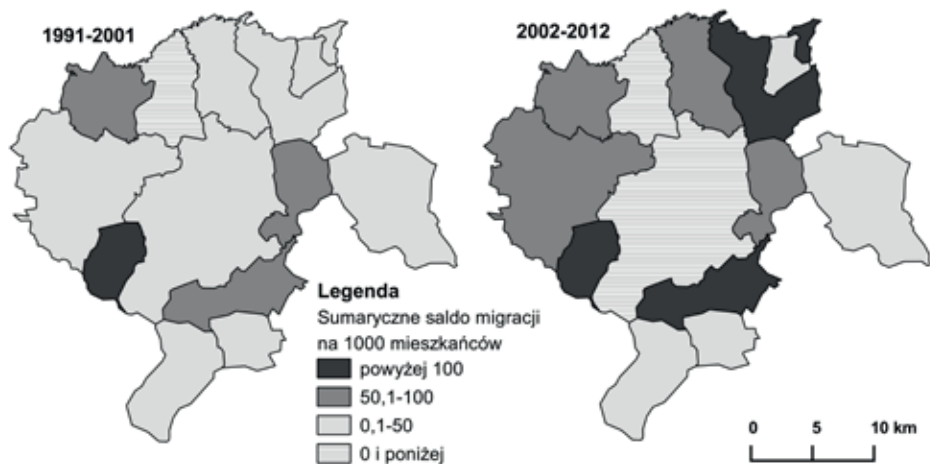 1991-2001
2002-2012
Legenda
Sumaryczne saldo migracji
na 1000 mieszkańców
powyżej 100
50,1-100
0,1-50
0 i poniżej
0 5 10 km